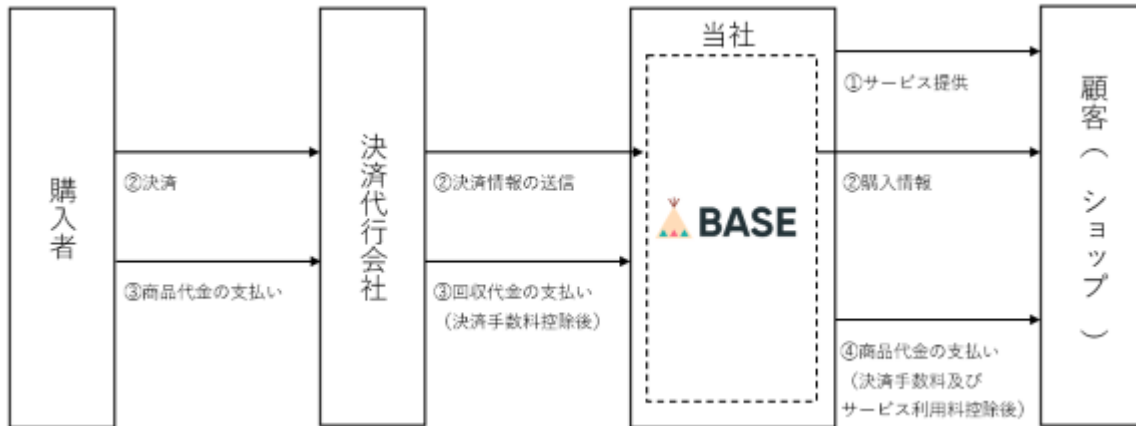 購入者
②決済
③商品代金の支払い
決済代行会社
②決済情報の送信
③回収代金の支払い
（決済手数料控除後）
当社
BASE
①サービス提供
②購入情報
④商品代金の支払い
（決済手数料及び
サービス利用料控除後）
顧客（ショップ）